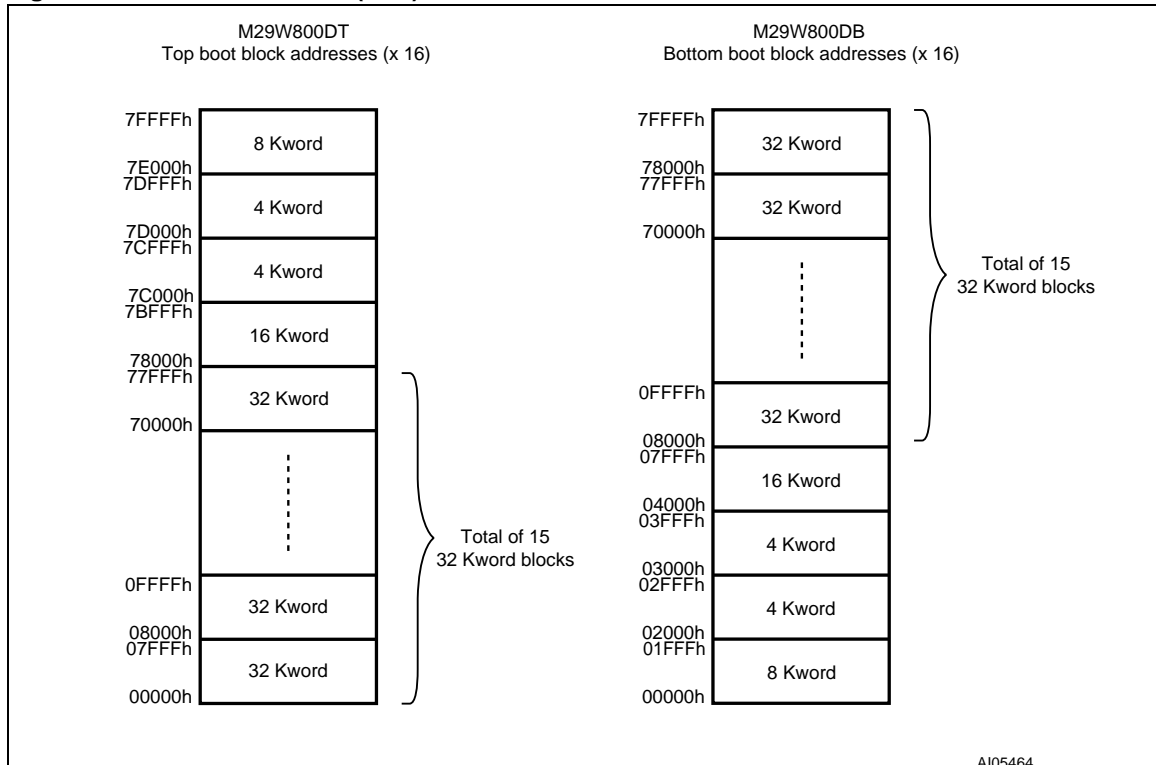 M29W800DT
Top boot block addresses (x 16)
7FFFFh
8 Kword
7E000h
7DFFFh
4 Kword
7D000h
7CFFFh
4 Kword
7C000h
7BFFFh
16 Kword
78000h
77FFFh
32 Kword
70000h
Total of 15
32 Kword blocks
0FFFFh
32 Kword
08000h
07FFFh
32 Kword
00000h
M29W800DB
Bottom boot block addresses (x 16)
7FFFFh
32 Kword
78000h
77FFFh
32 Kword
70000h
Total of 15
32 Kword blocks
0FFFFh
32 Kword
08000h
07FFFh
16 Kword
04000h
03FFFh
4 Kword
03000h
02FFFh
4 Kword
02000h
01FFFh
8 Kword
00000h
AI05464